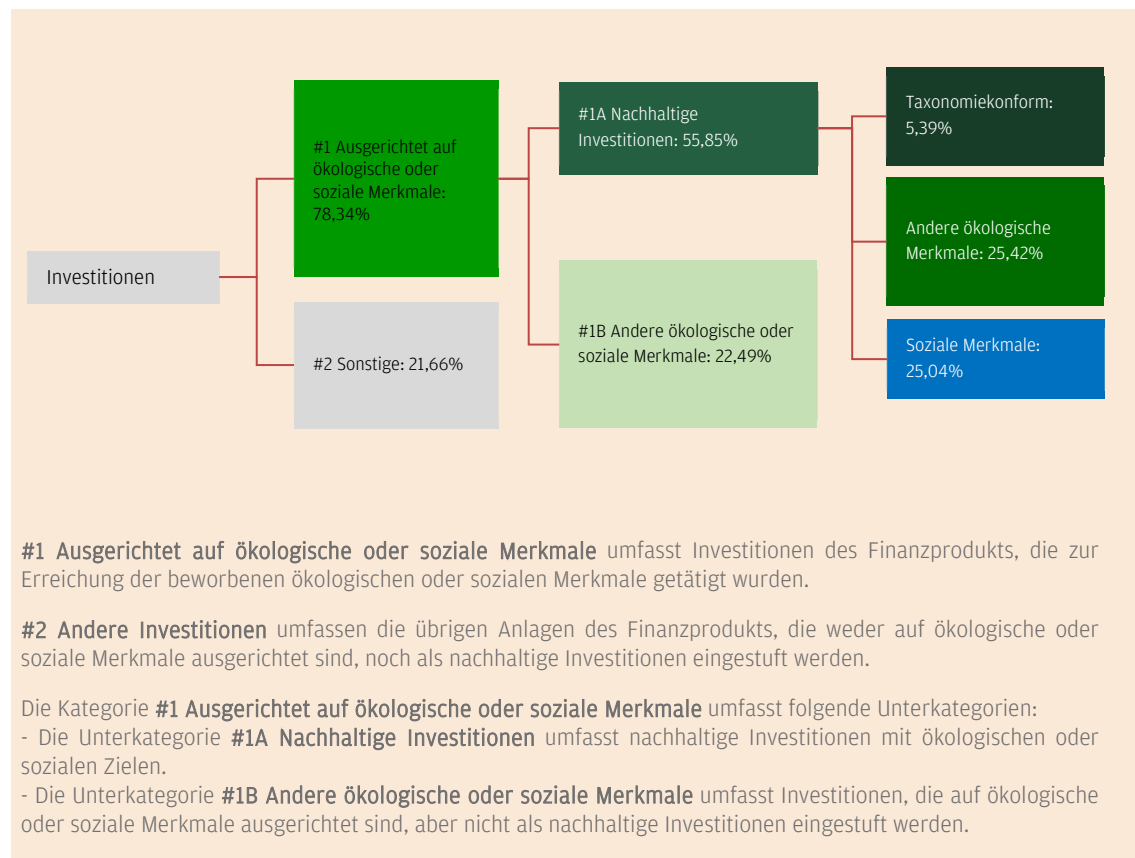 Investitionen
#1 Ausgerichtet auf
ökologische oder
soziale Merkmale:
78,34%
#2 Sonstige: 21,66%
#1A Nachhaltige
Investitionen: 55,85%
#1B Andere ökologische oder
soziale Merkmale: 22,49%
Taxonomiekonform:
5,39%
Andere ökologische
Merkmale: 25,42%
Soziale Merkmale:
25,04%
#1 Ausgerichtet auf ökologische oder soziale Merkmale umfasst Investitionen des Finanzprodukts, die zur
Erreichung der beworbenen ökologischen oder sozialen Merkmale getätigt wurden.
#2 Andere Investitionen umfassen die übrigen Anlagen des Finanzprodukts, die weder auf ökologische oder
soziale Merkmale ausgerichtet sind, noch als nachhaltige Investitionen eingestuft werden.
Die Kategorie #1 Ausgerichtet auf ökologische oder soziale Merkmale umfasst folgende Unterkategorien:
- Die Unterkategorie #1A Nachhaltige Investitionen umfasst nachhaltige Investitionen mit ökologischen oder
sozialen Zielen.
- Die Unterkategorie #1B Andere ökologische oder soziale Merkmale umfasst Investitionen, die auf ökologische
oder soziale Merkmale ausgerichtet sind, aber nicht als nachhaltige Investitionen eingestuft werden.